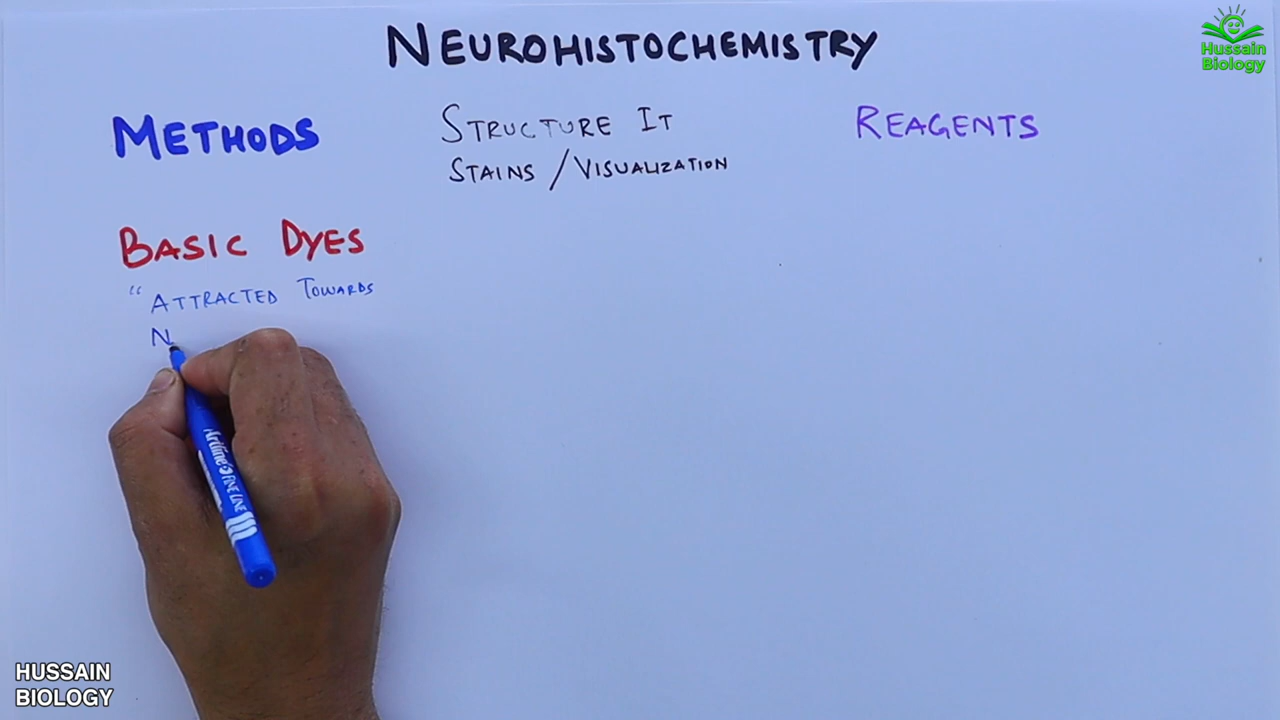 NEUROHISTOCHEMISTRY
Hussain
Biology
METHODS
STRUCTURE IT
STAINS / VISUALIZATION
REAGENTS
BASIC DYES
"ATTRACTED TOWARDS
N
Artline FINE LINE
HUSSAIN
BIOLOGY